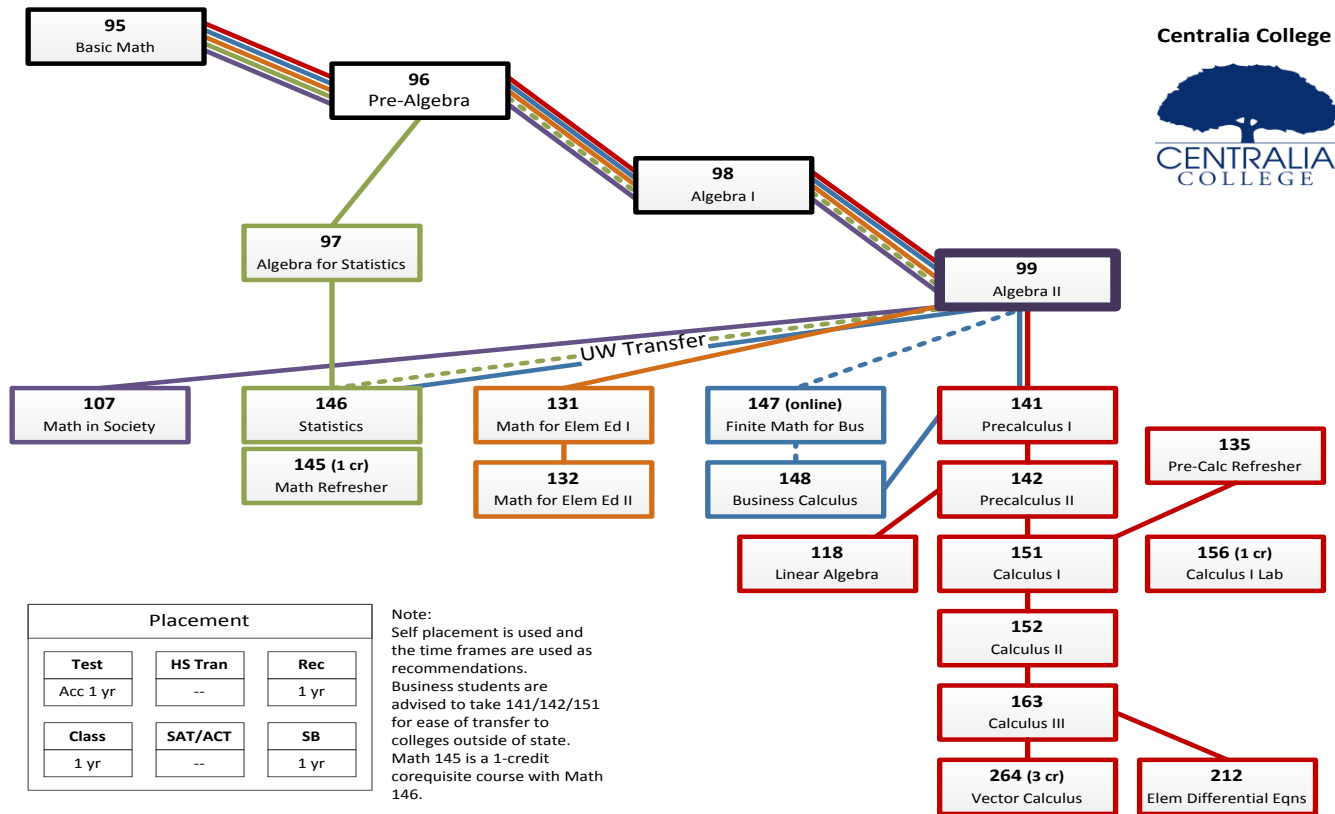 95
Basic Math
Centralia College
96
Pre-Algebra
CENTRALIA
COLLEGE
98
Algebra I
97
Algebra for Statistics
99
Algebra II
UW Transfer
107
Math in Society
146
Statistics
131
Math for Elem Ed I
147 (online)
Finite Math for Bus
141
Precalculus I
145 (1 cr)
Math Refresher
132
Math for Elem Ed II
148
Business Calculus
142
Precalculus II
135
Pre-Calc Refresher
118
Linear Algebra
151
Calculus I
156 (1 cr)
Calculus I Lab
152
Calculus II
163
Calculus III
264 (3 cr)
Vector Calculus
212
Elem Differential Eqns
Placement
Test
Acc 1 yr
HS Tran
--
Rec
1 yr
Class
1 yr
SAT/ACT
--
SB
1 yr
Note:
Self placement is used and
the time frames are used as
recommendations.
Business students are
advised to take 141/142/151
for ease of transfer to
colleges outside of state.
Math 145 is a 1-credit
corequisite course with Math
146.